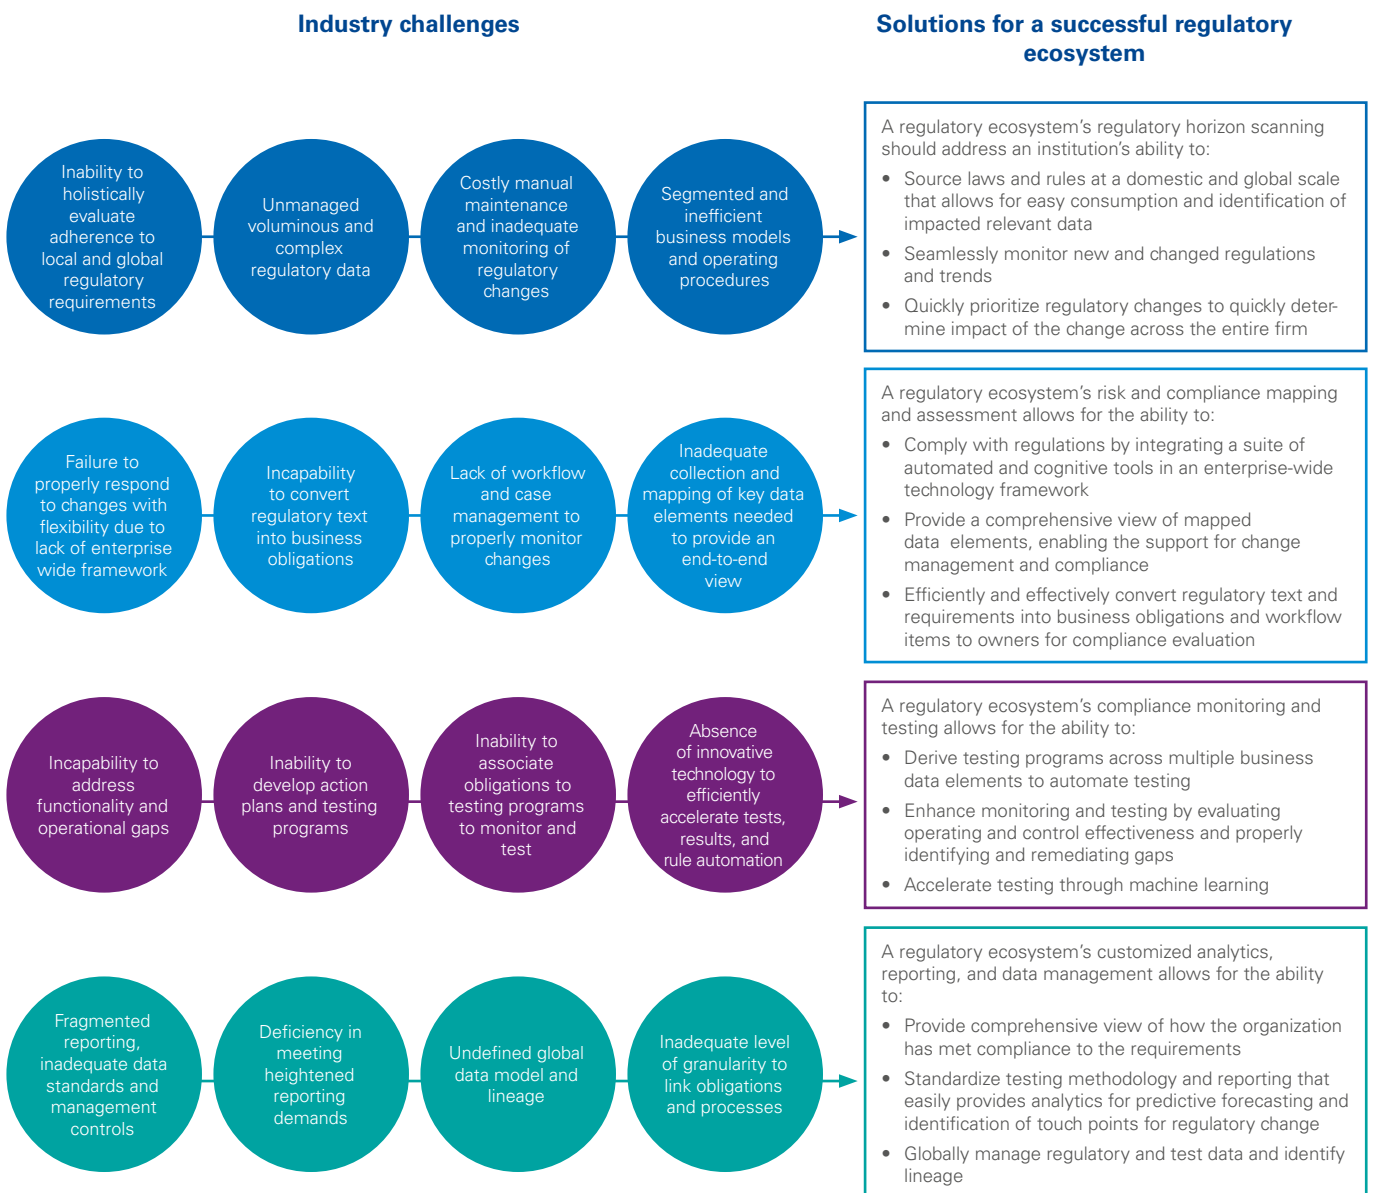 Industry challenges
Solutions for a successful regulatory
ecosystem
Inability to
holistically
evaluate
adherence to
local and global
regulatory
requirements
Unmanaged
voluminous and
complex
regulatory data
Costly manual
maintenance
and inadequate
monitoring of
regulatory
changes
Segmented and
inefficient
business models
and operating
procedures
A regulatory ecosystem's regulatory horizon scanning
should address an institution's ability to:
• Source laws and rules at a domestic and global scale
that allows for easy consumption and identification of
impacted relevant data
• Seamlessly monitor new and changed regulations
and trends
• Quickly prioritize regulatory changes to quickly deter-
mine impact of the change across the entire firm
Failure to
properly respond
to changes with
flexibility due to
lack of enterprise
wide framework
Incapability
to convert
regulatory text
into business
obligations
Lack of workflow
and case
management to
properly monitor
changes
Inadequate
collection and
mapping of key data
elements needed
to provide an
end-to-end
view
A regulatory ecosystem's risk and compliance mapping
and assessment allows for the ability to:
• Comply with regulations by integrating a suite of
automated and cognitive tools in an enterprise-wide
technology framework
• Provide a comprehensive view of mapped
data elements, enabling the support for change
management and compliance
• Efficiently and effectively convert regulatory text and
requirements into business obligations and workflow
items to owners for compliance evaluation
Incapability to
address
functionality and
operational gaps
Inability to
develop action
plans and testing
programs
Inability to
associate
obligations to
testing programs
to monitor and
test
Absence
of innovative
technology to
efficiently
accelerate tests,
results, and
rule automation
A regulatory ecosystem's compliance monitoring and
testing allows for the ability to:
• Derive testing programs across multiple business
data elements to automate testing
• Enhance monitoring and testing by evaluating
operating and control effectiveness and properly
identifying and remediating gaps
• Accelerate testing through machine learning
Fragmented
reporting,
inadequate data
standards and
management
controls
Deficiency in
meeting
heightened
reporting
demands
Undefined global
data model and
lineage
Inadequate level
of granularity to
link obligations
and processes
A regulatory ecosystem's customized analytics,
reporting, and data management allows for the ability
to:
• Provide comprehensive view of how the organization
has met compliance to the requirements
• Standardize testing methodology and reporting that
easily provides analytics for predictive forecasting and
identification of touch points for regulatory change
• Globally manage regulatory and test data and identify
lineage